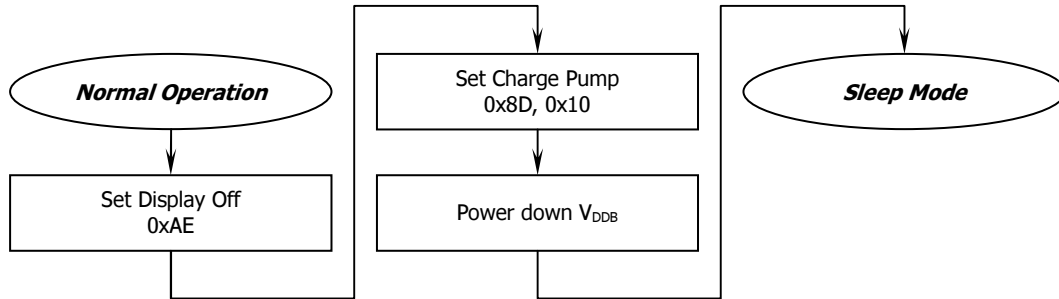 Normal Operation
Set Display Off
0xAE
Set Charge Pump
0x8D, 0x10
Power down VDDB
Sleep Mode